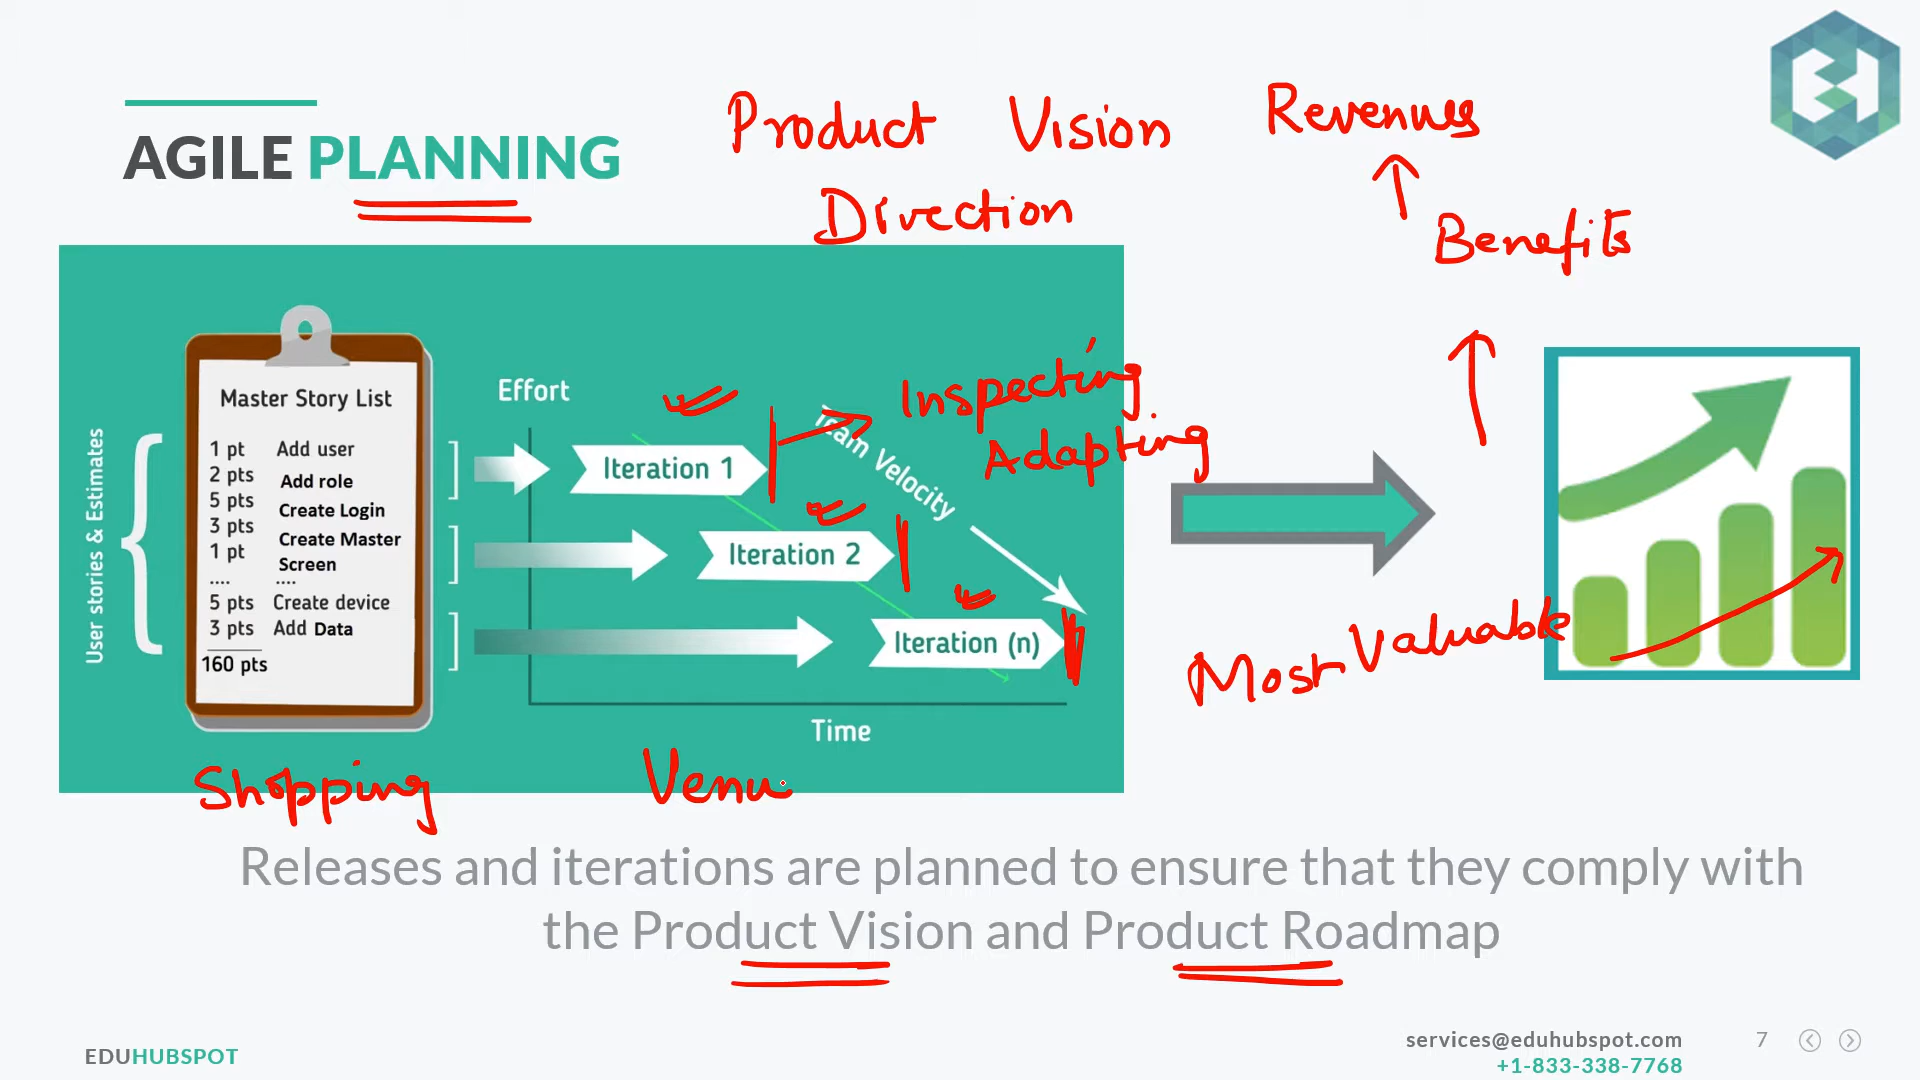 Product Vision
Revenues
AGILE PLANNING
Direction
Benefits
Effort
Inspecting
Adapting
Team Velocity
User stories & Estimates
Master Story List
1 pt Add user
2 pts Add role
5 pts Create Login
3 pts Create Master
1 pt Screen
.... ....
5 pts Create device
3 pts Add Data
160 pts
Iteration 1
Iteration 2
Iteration (n)
Time
Most Valuable
Shopping
Venu
Releases and iterations are planned to ensure that they comply with
the Product Vision and Product Roadmap
EDUHUBSPOT
services@eduhubspot.com
+1-833-338-7768
7